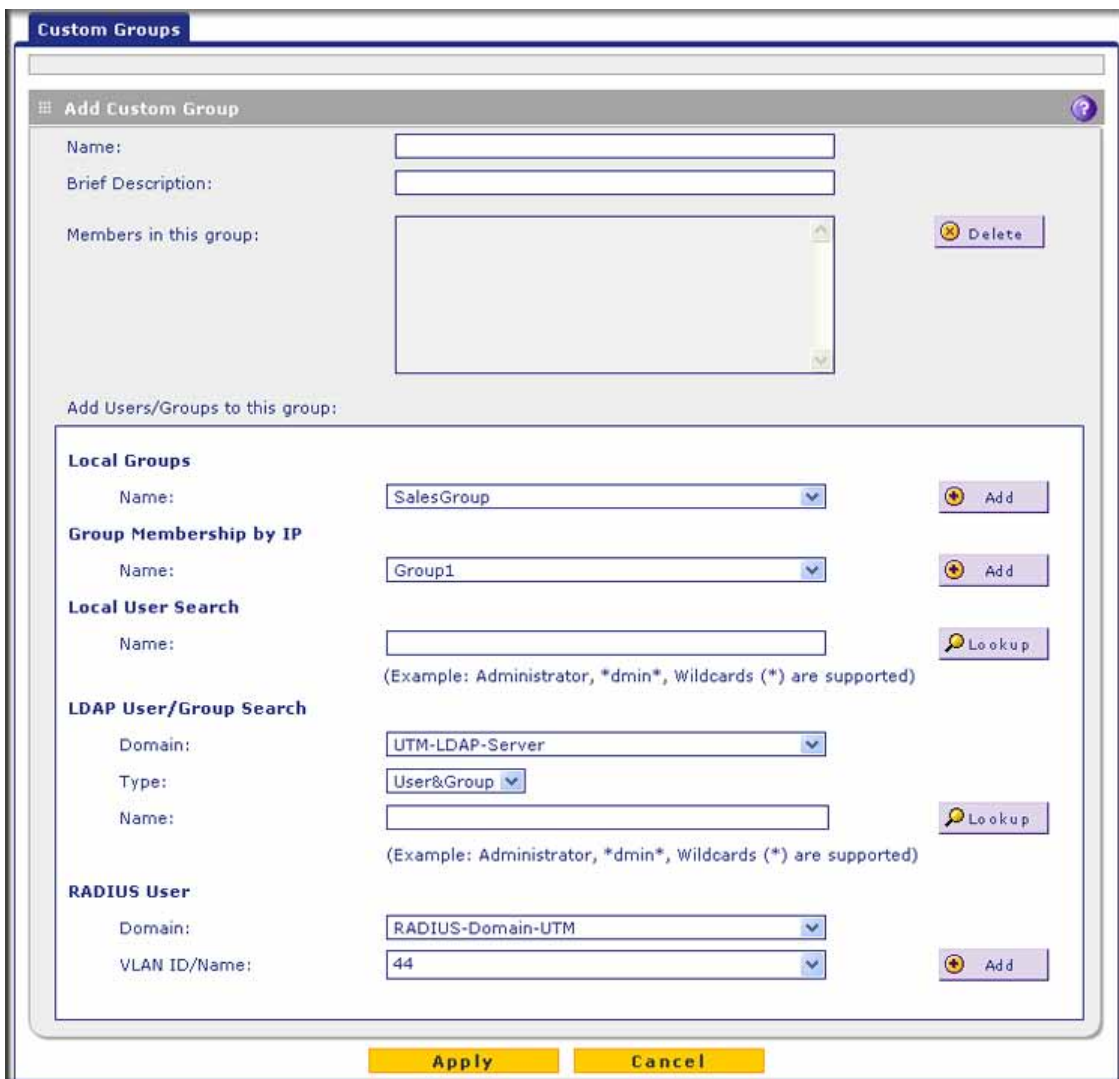 Custom Groups
Add Custom Group ?
Name:
Brief Description:
Members in this group: Delete
Add Users/Groups to this group:
Local Groups
Name: SalesGroup Add
Group Membership by IP
Name: Group1 Add
Local User Search
Name: Lookup
(Example: Administrator, *dmin*, Wildcards (*) are supported)
LDAP User/Group Search
Domain: UTM-LDAP-Server
Type: User&Group
Name: Lookup
(Example: Administrator, *dmin*, Wildcards (*) are supported)
RADIUS User
Domain: RADIUS-Domain-UTM
VLAN ID/Name: 44 Add
Apply Cancel